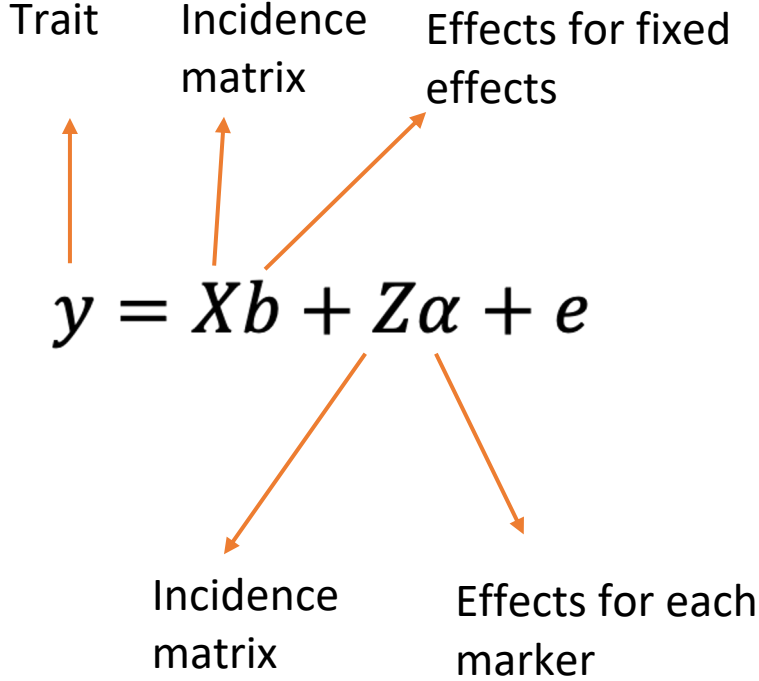 Trait
Incidence
matrix
Effects for fixed
effects
y = Xb + Zα + e
Incidence
matrix
Effects for each
marker